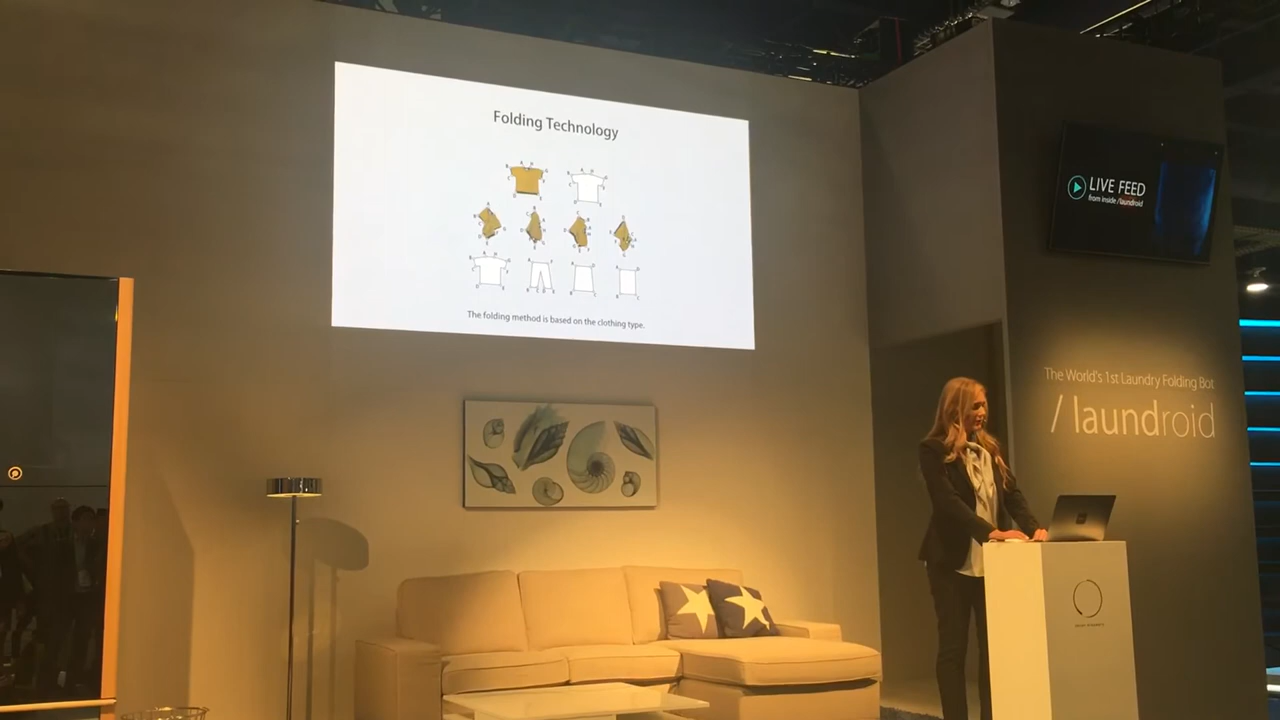 Folding Technology
The folding method is based on the clothing type.
LIVE FEED
from inside /laundroid
The World's 1st Laundry Folding Bot
/ laundroid